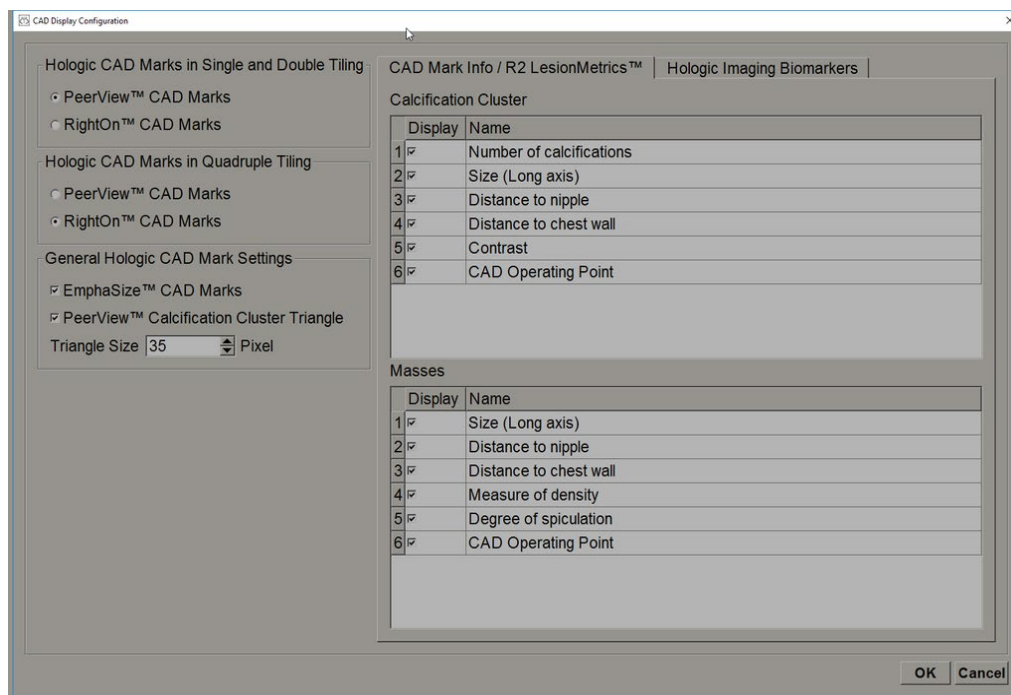 CAD Display Configuration
Hologic CAD Marks in Single and Double Tiling
PeerView™ CAD Marks
RightOn™ CAD Marks
Hologic CAD Marks in Quadruple Tiling
PeerView™ CAD Marks
RightOn™ CAD Marks
General Hologic CAD Mark Settings
EmphaSize™ CAD Marks
PeerView™ Calcification Cluster Triangle
Triangle Size 35 Pixel
CAD Mark Info / R2 LesionMetrics™ Hologic Imaging Biomarkers
Calcification Cluster
Display Name
1 Number of calcifications
2 Size (Long axis)
3 Distance to nipple
4 Distance to chest wall
5 Contrast
6 CAD Operating Point
Masses
Display Name
1 Size (Long axis)
2 Distance to nipple
3 Distance to chest wall
4 Measure of density
5 Degree of spiculation
6 CAD Operating Point
OK Cancel